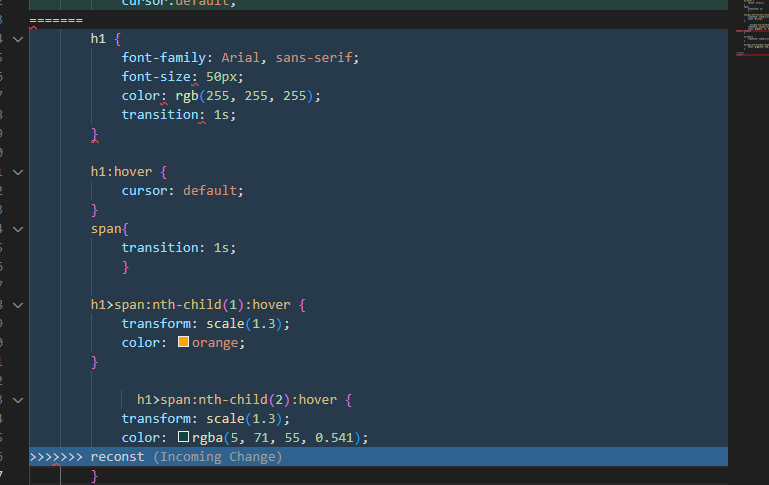 cursor:default;
=======
h1 {
font-family: Arial, sans-serif;
font-size: 50px;
color: rgb(255, 255, 255);
transition: 1s;
}
h1:hover {
cursor: default;
}
span{
transition: 1s;
}
h1>span:nth-child(1):hover {
transform: scale(1.3);
color: orange;
}
h1>span:nth-child(2):hover {
transform: scale(1.3);
color: rgba(5, 71, 55, 0.541);
>>>>>>> reconst (Incoming Change)
}